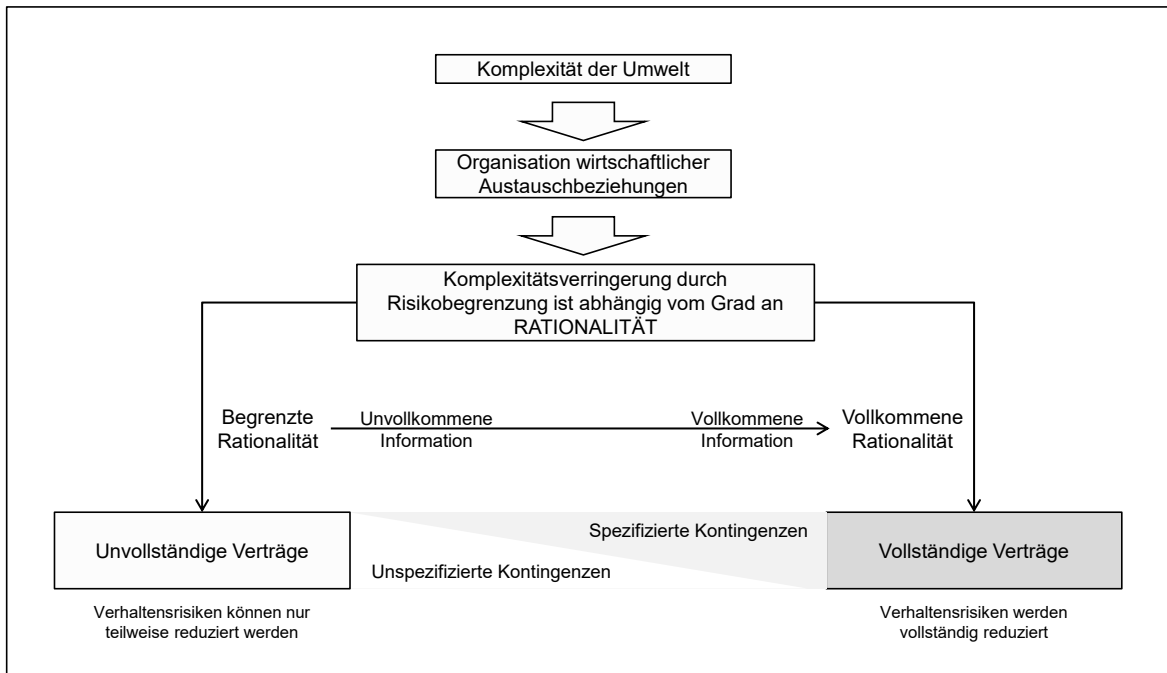 Komplexität der Umwelt
Organisation wirtschaftlicher
Austauschbeziehungen
Komplexitätsverringerung durch
Risikobegrenzung ist abhängig vom Grad an
RATIONALITÄT
Begrenzte
Rationalität
Unvollkommene
Information
Vollkommene
Information
Vollkommene
Rationalität
Unvollständige Verträge
Spezifizierte Kontingenzen
Unspezifizierte Kontingenzen
Vollständige Verträge
Verhaltensrisiken können nur
teilweise reduziert werden
Verhaltensrisiken werden
vollständig reduziert